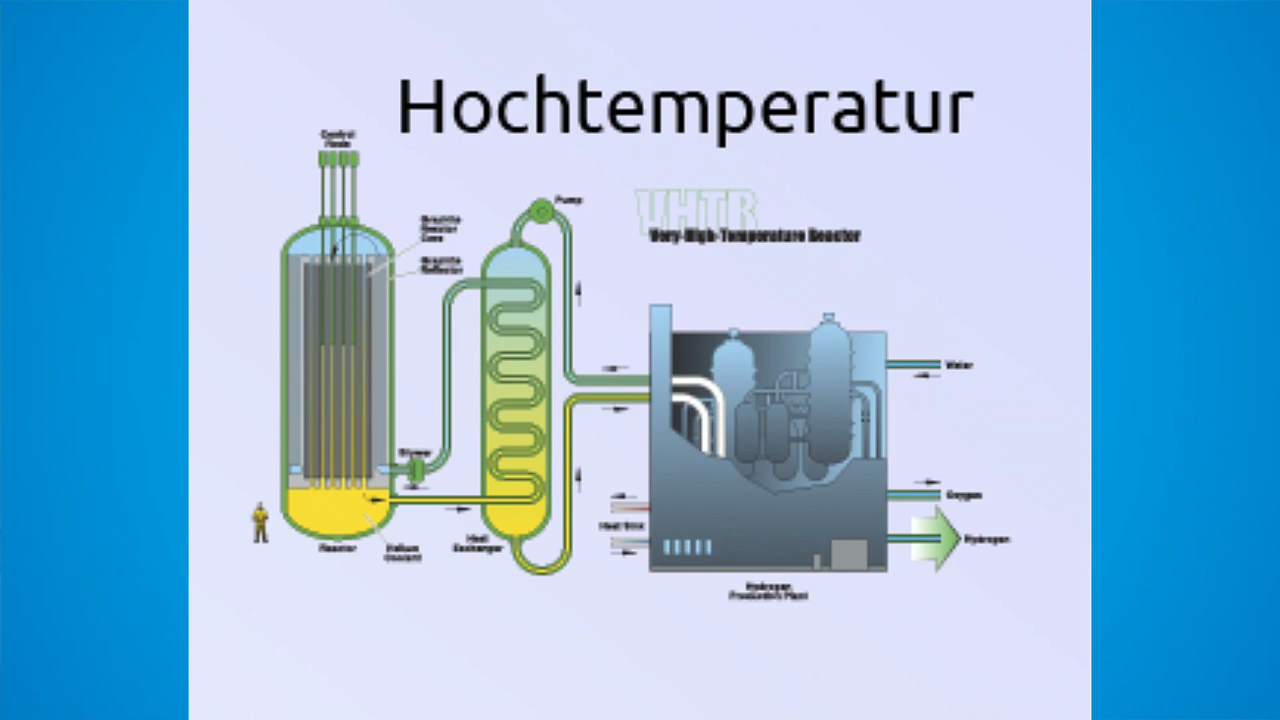 Hochtemperatur
Control
Rods
Pump
VHTR
Very-High-Temperature Reactor
Graphite
Reactor
Core
Graphite
Reflector
Water
Blower
Oxygen
Heat Sink
Hydrogen
Reactor
Helium
Coolant
Heat
Exchanger
Hydrogen
Production Plant